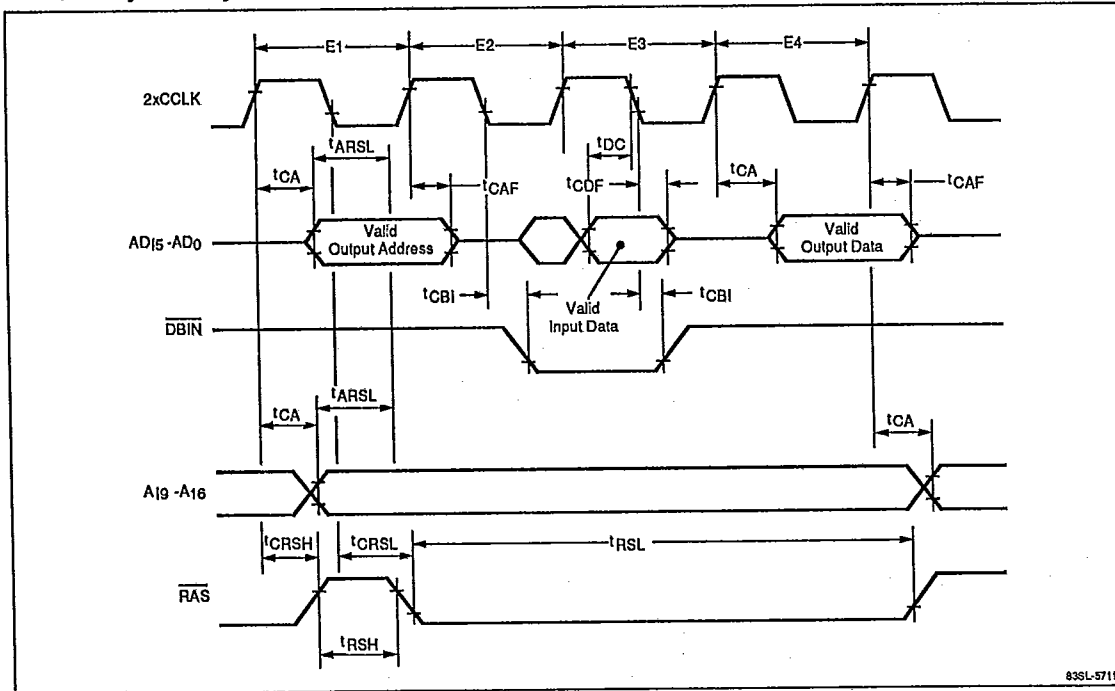 E1 E2 E3 E4
2xCCLK
tARSL tDC
tCA tCAF tCDF tCA tCAF
AD15-AD0 Valid Output Address Valid Output Data
tCBI Valid Input Data tCBI
DBIN
tARSL
tCA tCA
A19-A16
tCRSH tCRSL tRSL
RAS
tRSH
83SL-5715